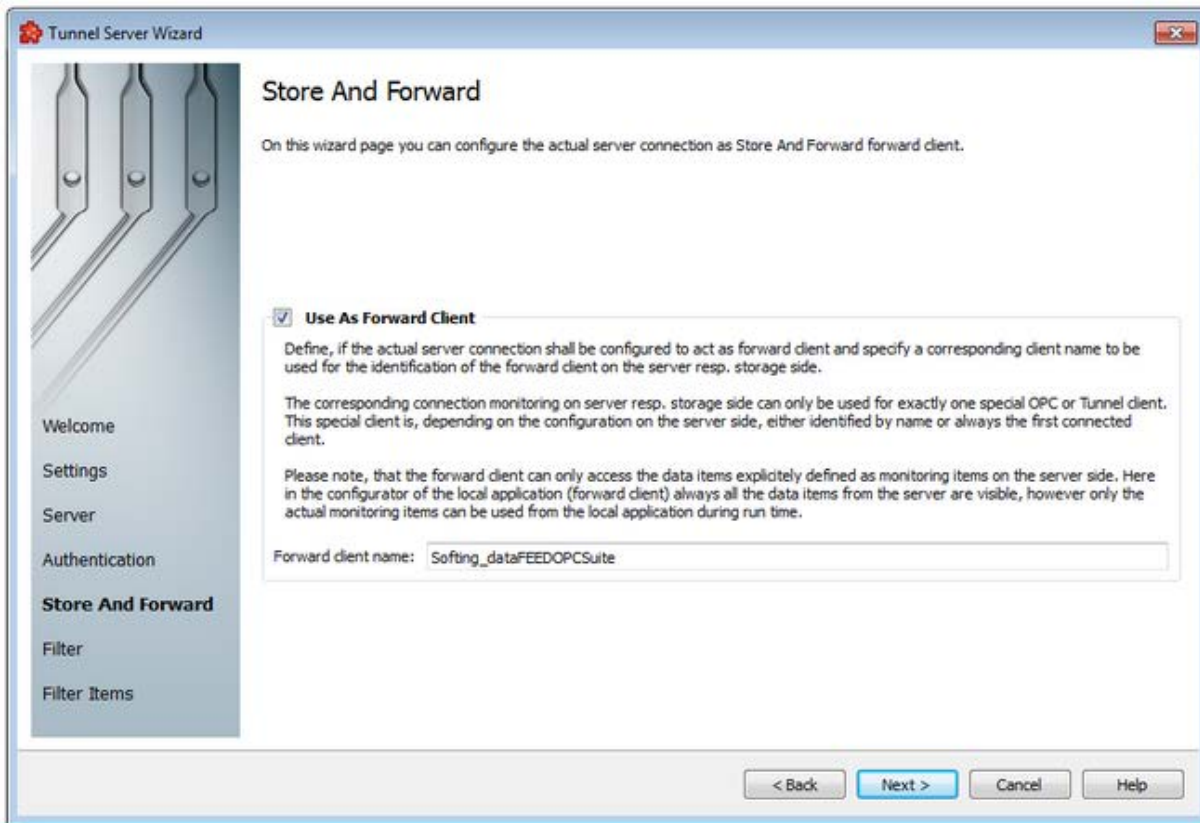 Tunnel Server Wizard
Store And Forward
On this wizard page you can configure the actual server connection as Store And Forward forward client.
Use As Forward Client
Define, if the actual server connection shall be configured to act as forward client and specify a corresponding client name to be
used for the identification of the forward client on the server resp. storage side.
The corresponding connection monitoring on server resp. storage side can only be used for exactly one special OPC or Tunnel client.
This special client is, depending on the configuration on the server side, either identified by name or always the first connected
client.
Please note, that the forward client can only access the data items explicitely defined as monitoring items on the server side. Here
in the configurator of the local application (forward client) always all the data items from the server are visible, however only the
actual monitoring items can be used from the local application during run time.
Forward client name: Softing_dataFEEDOPCSuite
Welcome
Settings
Server
Authentication
Store And Forward
Filter
Filter Items
< Back Next > Cancel Help